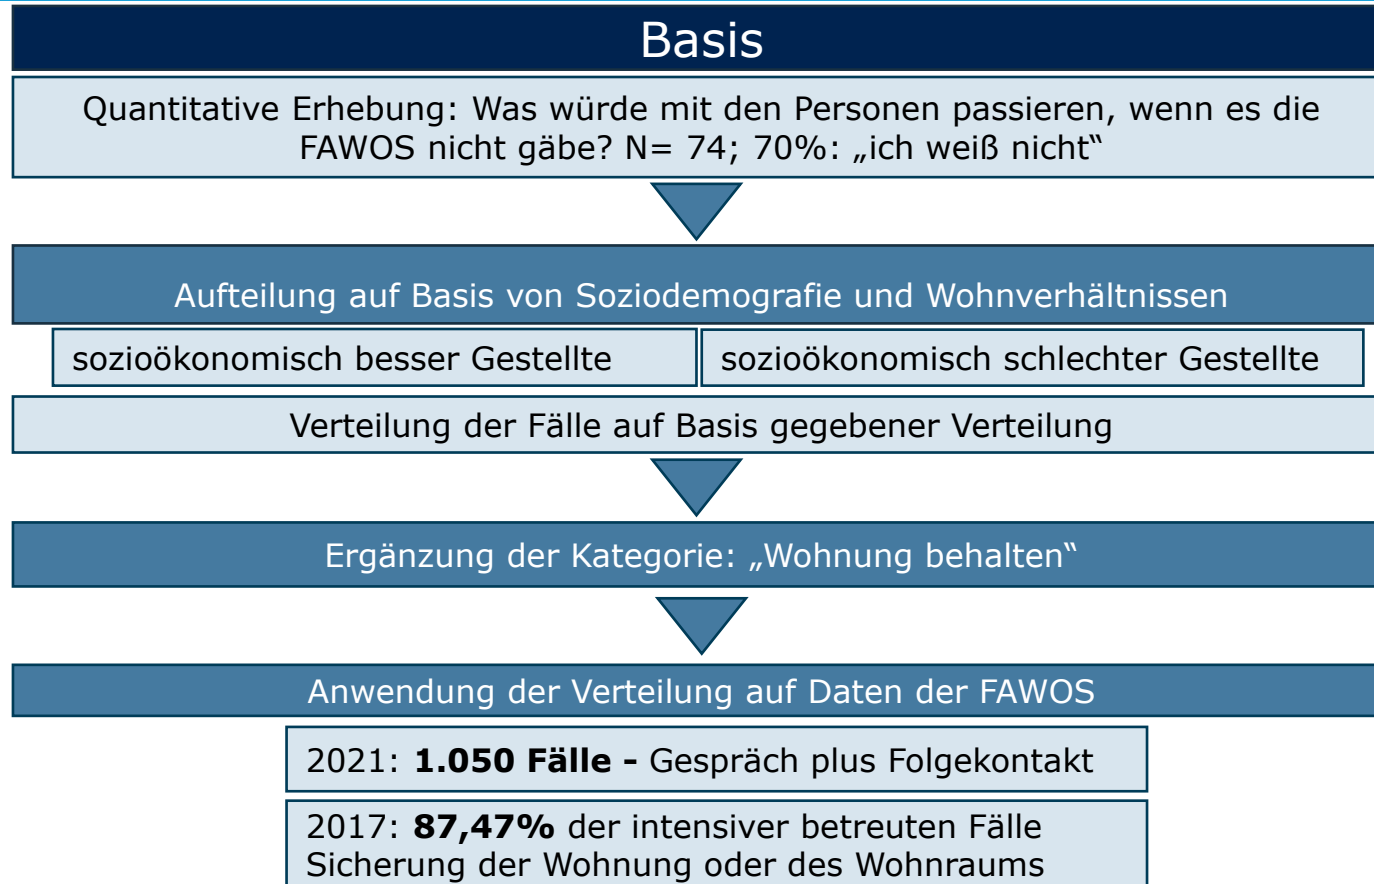 Basis
Quantitative Erhebung: Was würde mit den Personen passieren, wenn es die
FAWOS nicht gäbe? N= 74; 70%: „ich weiß nicht“
Aufteilung auf Basis von Soziodemografie und Wohnverhältnissen
sozioökonomisch besser Gestellte
sozioökonomisch schlechter Gestellte
Verteilung der Fälle auf Basis gegebener Verteilung
Ergänzung der Kategorie: „Wohnung behalten“
Anwendung der Verteilung auf Daten der FAWOS
2021: 1.050 Fälle - Gespräch plus Folgekontakt
2017: 87,47% der intensiver betreuten Fälle
Sicherung der Wohnung oder des Wohnraums